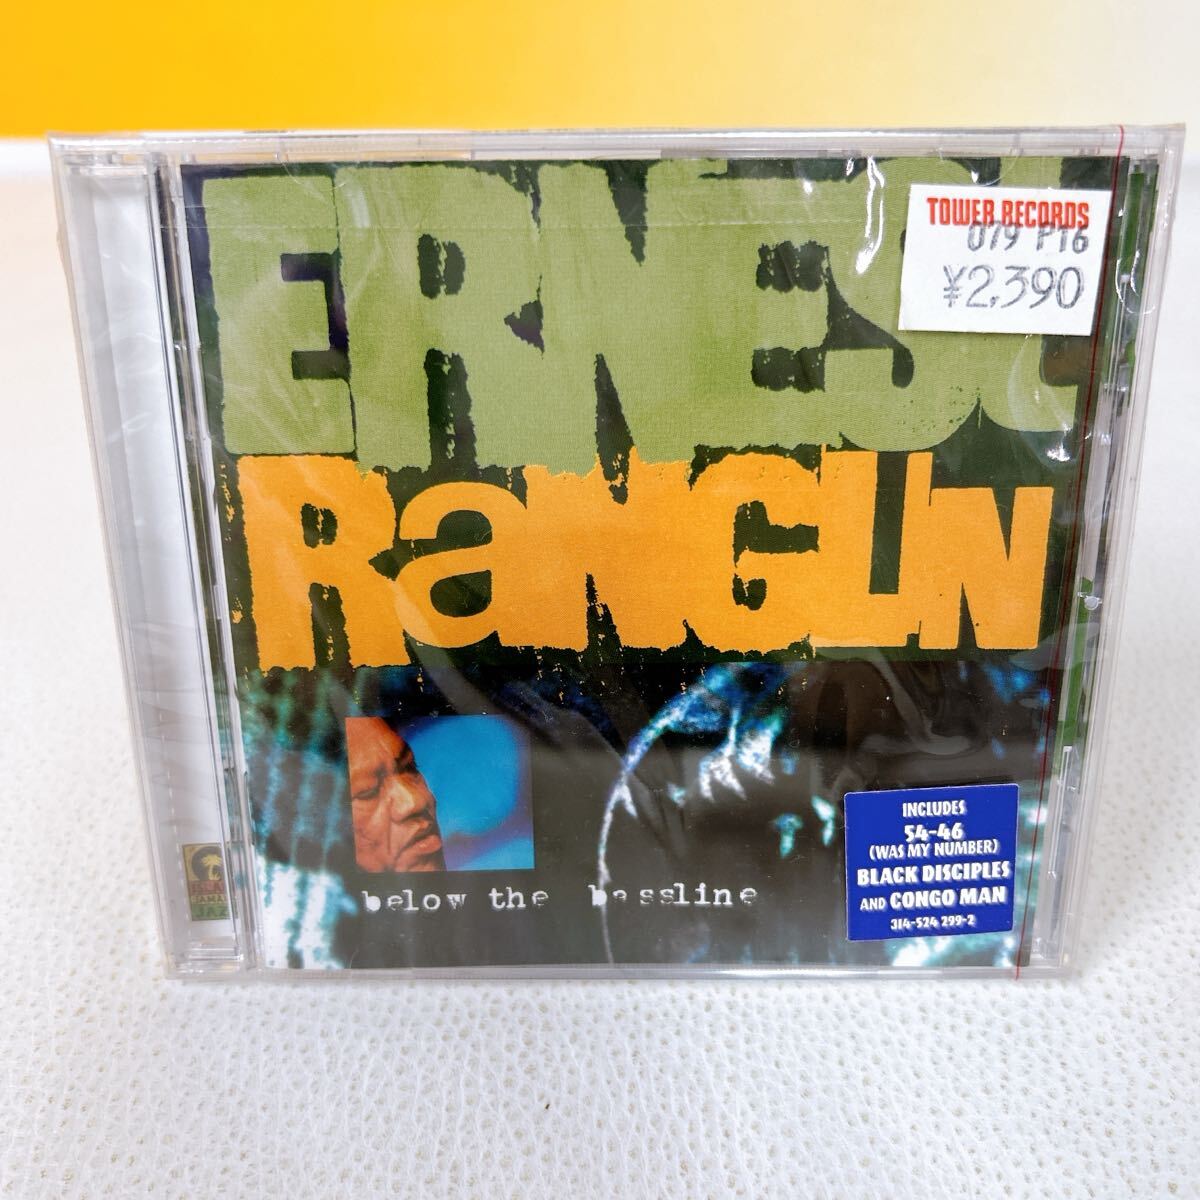 ERNEST
RANGLIN
TOWER RECORDS
079 P16
¥2,390
below the bassline
INCLUDES
54-46
(WAS MY NUMBER)
BLACK DISCIPLES
AND CONGO MAN
314-524 299-2
JAZZ